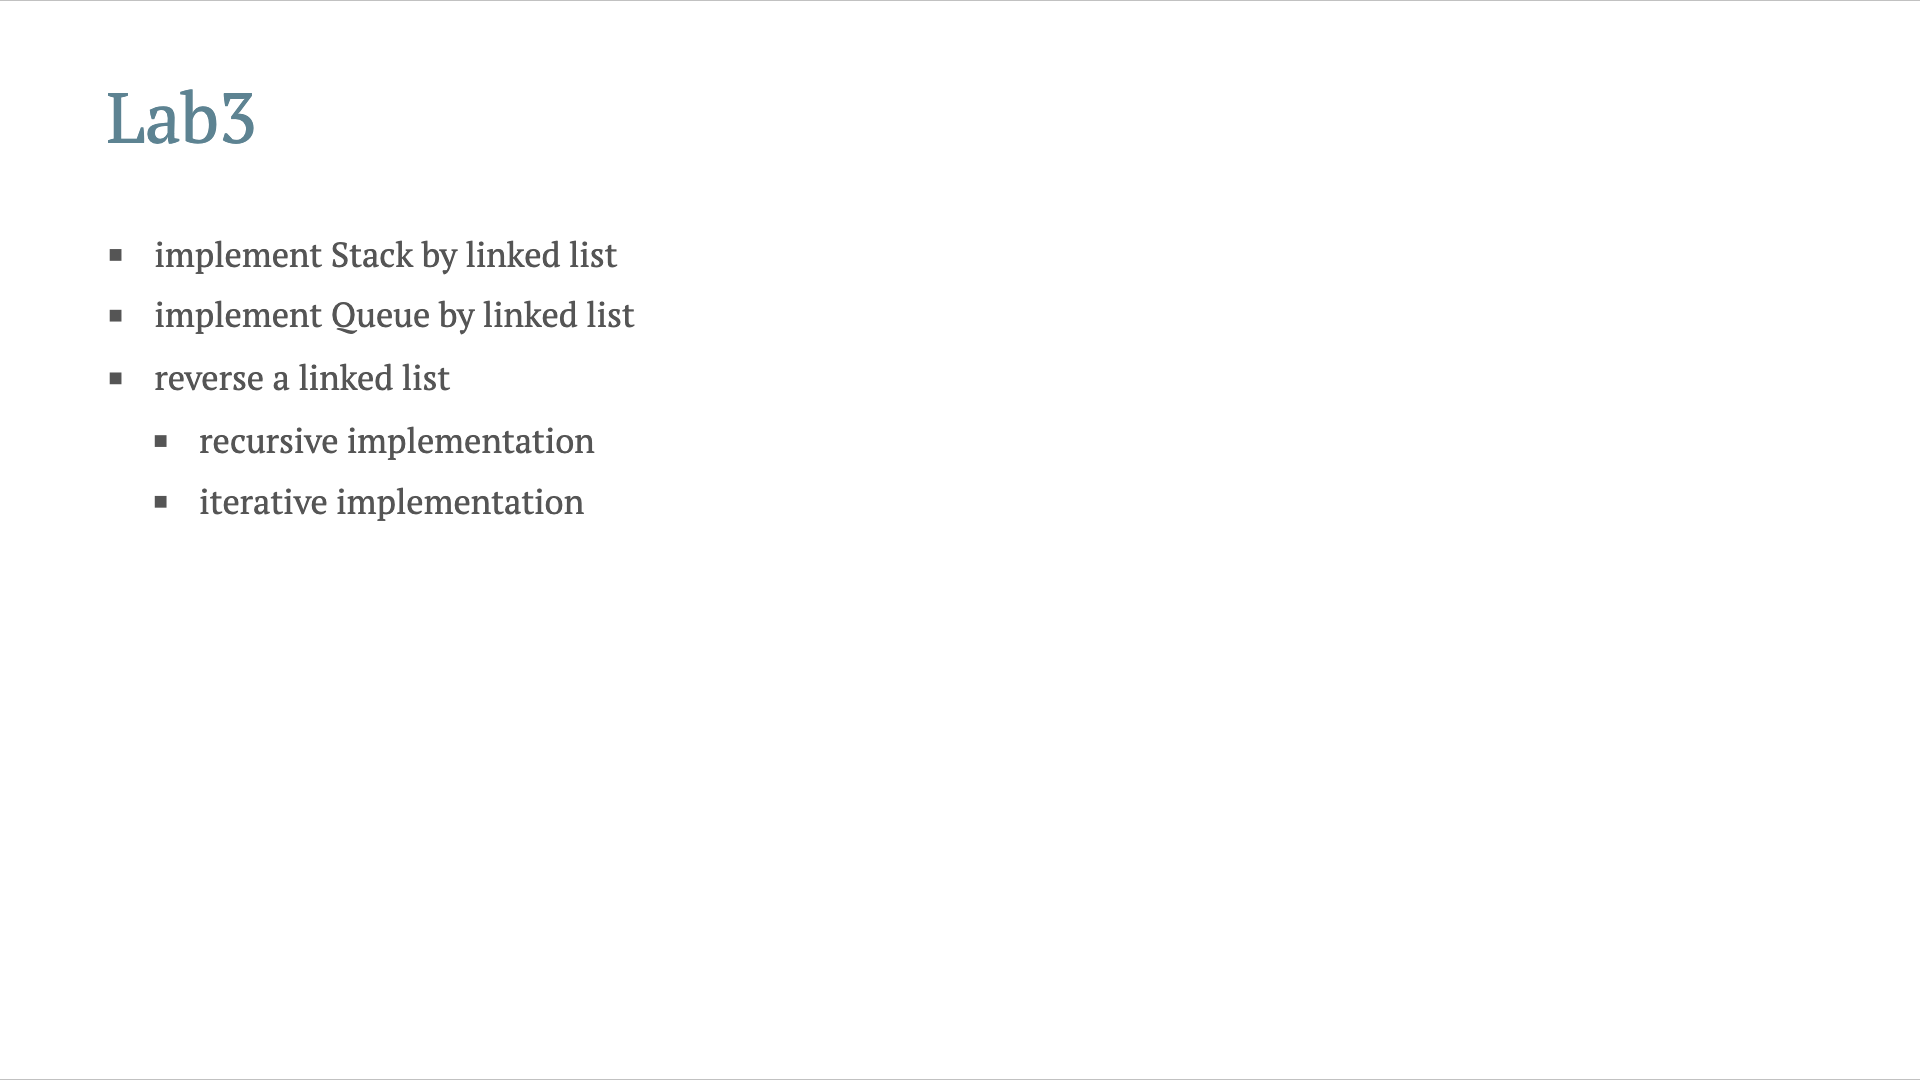 Lab3
▪ implement Stack by linked list
▪ implement Queue by linked list
▪ reverse a linked list
▪ recursive implementation
▪ iterative implementation